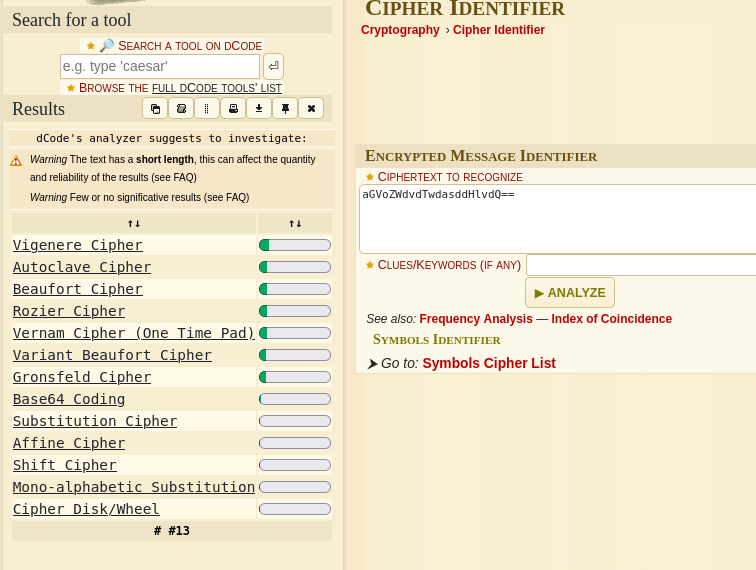 Search for a tool
Search a tool on dCode
e.g. type 'caesar'
Browse the full dCode tools' list
Results
dCode's analyzer suggests to investigate:
Warning The text has a short length, this can affect the quantity
and reliability of the results (see FAQ)
Warning Few or no significative results (see FAQ)
↑↓ ↑↓
Vigenere Cipher
Autoclave Cipher
Beaufort Cipher
Rozier Cipher
Vernam Cipher (One Time Pad)
Variant Beaufort Cipher
Gronsfeld Cipher
Base64 Coding
Substitution Cipher
Affine Cipher
Shift Cipher
Mono-alphabetic Substitution
Cipher Disk/Wheel
# #13
Cipher Identifier
Cryptography › Cipher Identifier
Encrypted Message Identifier
Ciphertext to recognize
aGVoZWdvdTwdasddHlvdQ==
Clues/Keywords (if any)
▶ ANALYZE
See also: Frequency Analysis — Index of Coincidence
Symbols Identifier
➤ Go to: Symbols Cipher List